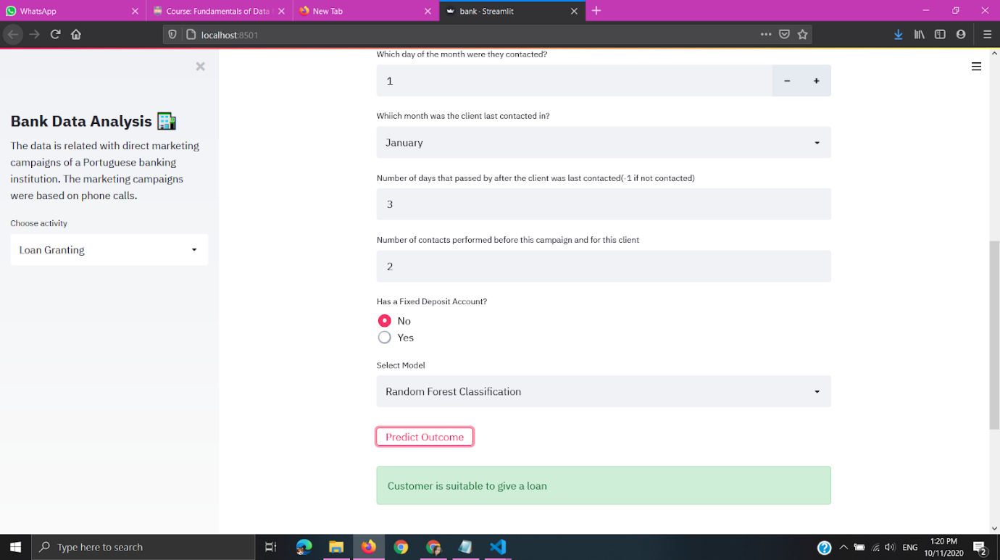 WhatsApp
Course: Fundamentals of Data
New Tab
bank · Streamlit
localhost:8501
Bank Data Analysis
The data is related with direct marketing
campaigns of a Portuguese banking
institution. The marketing campaigns
were based on phone calls.
Choose activity
Loan Granting
Which day of the month were they contacted?
1
Whiich month was the client last contacted in?
January
Number of days that passed by after the client was last contacted(-1 if not contacted)
3
Number of contacts performed before this campaign and for this client
2
Has a Fixed Deposit Account?
No
Yes
Select Model
Random Forest Classification
Predict Outcome
Customer is suitable to give a loan
Type here to search
ENG
1:20 PM
10/11/2020
2